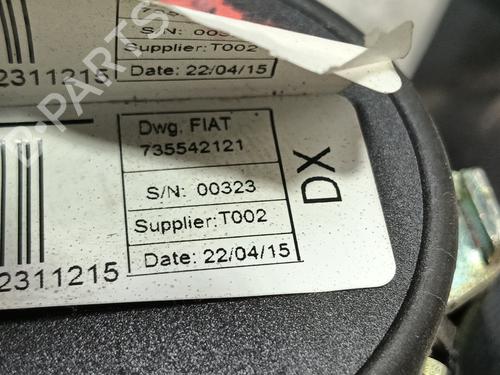 S/N: 00323
Supplier:T002
2311215
Date: 22/04/15
Dwg. FIAT
735542121
S/N: 00323
Supplier:T002
2311215
Date: 22/04/15
DX
B-PARTS